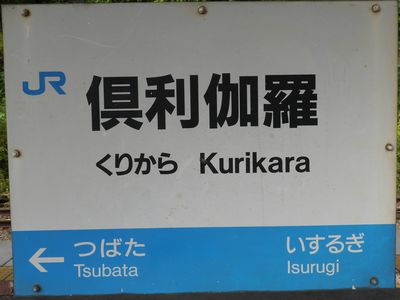 JR
倶利伽羅
くりから Kurikara
← つばた いするぎ
Tsubata Isurugi